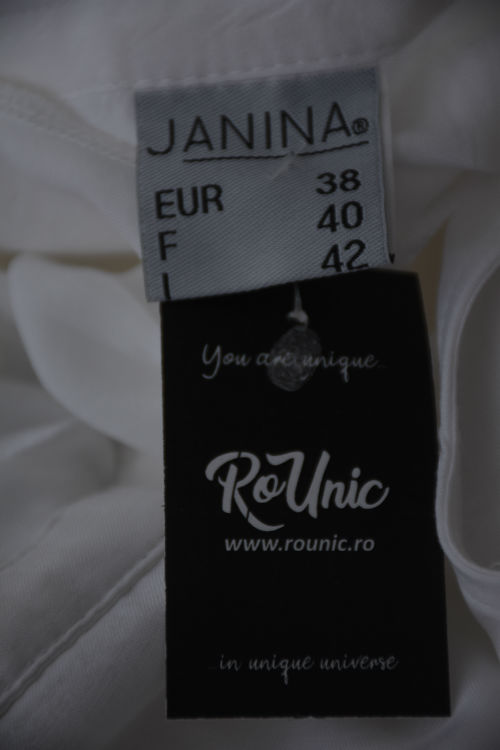 JANINA®
EUR 38
F 40
I 42
You are unique...
RoUnic
www.rounic.ro
...in unique universe